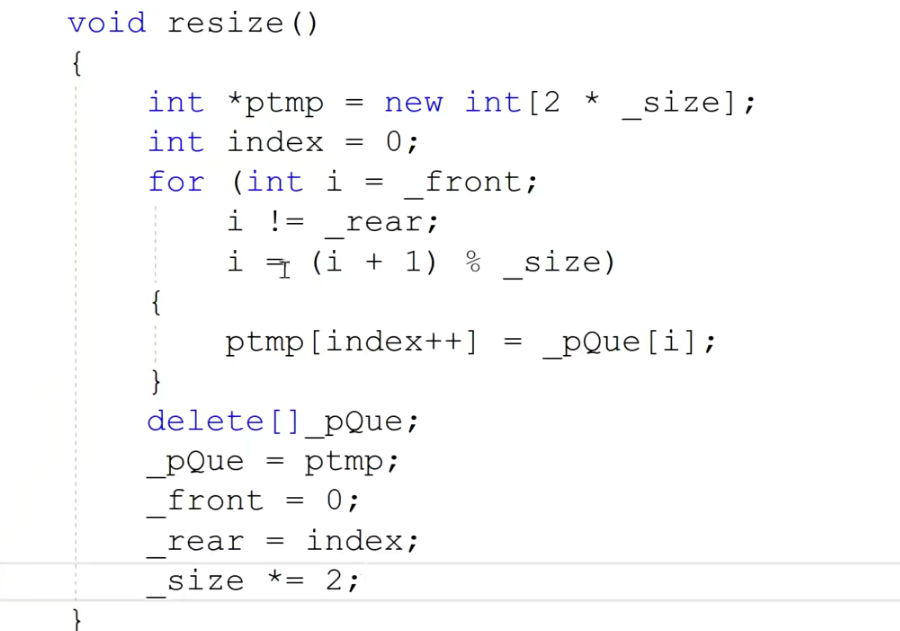 void resize()
{
int *ptmp = new int[2 * _size];
int index = 0;
for (int i = _front;
i != _rear;
i = (i + 1) % _size)
{
ptmp[index++] = _pQue[i];
}
delete[]_pQue;
_pQue = ptmp;
_front = 0;
_rear = index;
_size *= 2;
}